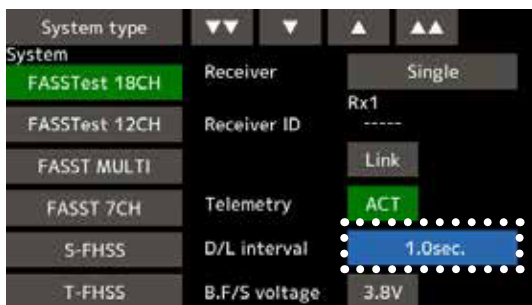 System type ▼▼ ▼ ▲ ▲▲
System
FASSTest 18CH
FASSTest 12CH
FASST MULTI
FASST 7CH
S-FHSS
T-FHSS
Receiver Single
Rx1
Receiver ID -----
Link
Telemetry ACT
D/L interval 1.0sec.
B.F/S voltage 3.8V